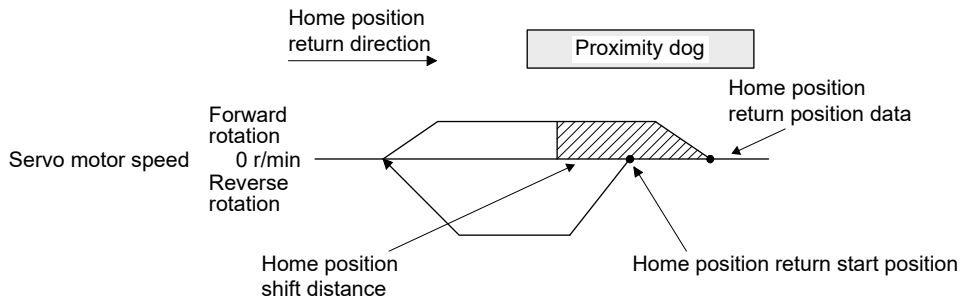 Home position
return direction
Proximity dog
Home position
return position data
Forward
rotation
Servo motor speed 0 r/min
Reverse
rotation
Home position
shift distance
Home position return start position